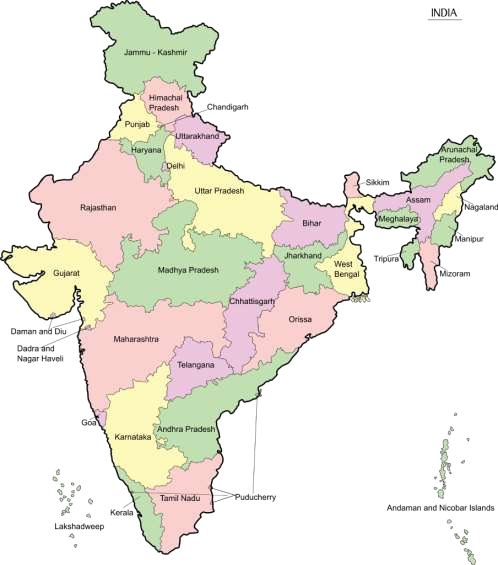 INDIA
Jammu - Kashmir
Himachal
Pradesh
Chandigarh
Punjab
Uttarakhand
Haryana
Delhi
Arunachal
Pradesh
Sikkim
Uttar Pradesh
Assam
Nagaland
Rajasthan
Bihar
Meghalaya
Manipur
Jharkhand
Tripura
West
Bengal
Mizoram
Gujarat
Madhya Pradesh
Chhattisgarh
Daman and Diu
Orissa
Dadra and
Nagar Haveli
Maharashtra
Telangana
Goa
Karnataka
Andhra Pradesh
Tamil Nadu
Puducherry
Kerala
Lakshadweep
Andaman and Nicobar Islands